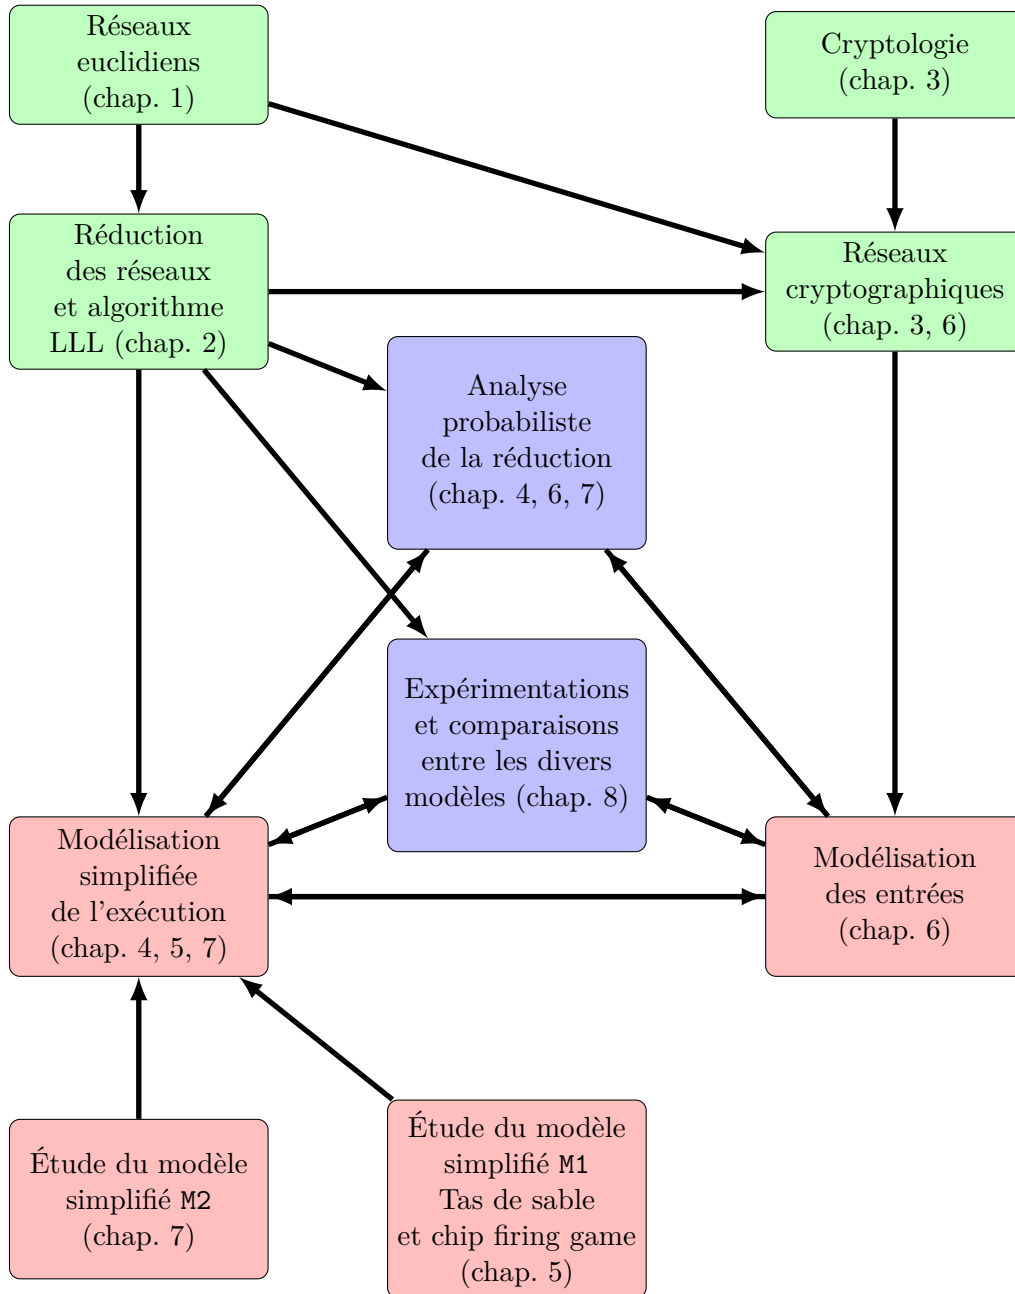 Réseaux
euclidiens
(chap. 1)
Cryptologie
(chap. 3)
Réduction
des réseaux
et algorithme
LLL (chap. 2)
Réseaux
cryptographiques
(chap. 3, 6)
Analyse
probabiliste
de la réduction
(chap. 4, 6, 7)
Expérimentations
et comparaisons
entre les divers
modèles (chap. 8)
Modélisation
simplifiée
de l'exécution
(chap. 4, 5, 7)
Modélisation
des entrées
(chap. 6)
Étude du modèle
simplifié M2
(chap. 7)
Étude du modèle
simplifié M1
Tas de sable
et chip firing game
(chap. 5)